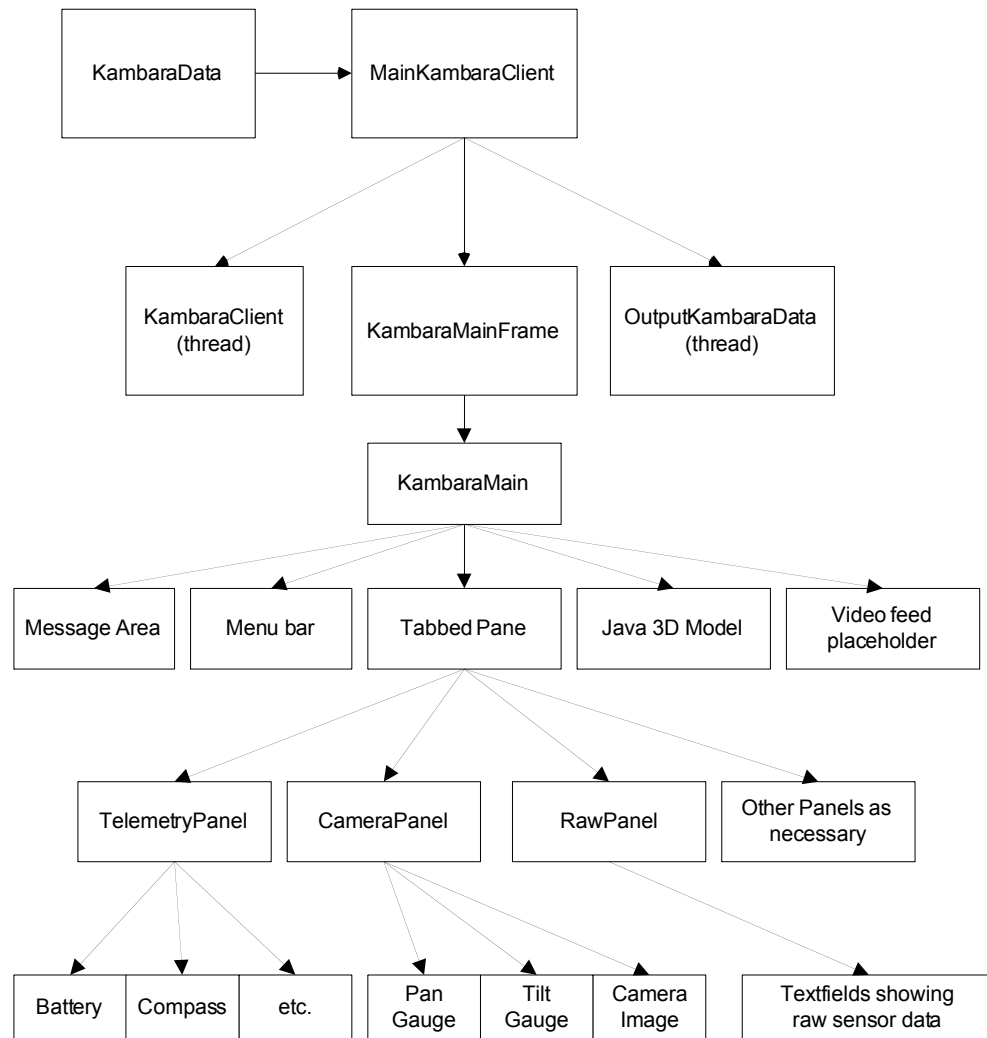 KambaraData
MainKambaraClient
KambaraClient
(thread)
KambaraMainFrame
OutputKambaraData
(thread)
KambaraMain
Message Area
Menu bar
Tabbed Pane
Java 3D Model
Video feed
placeholder
TelemetryPanel
CameraPanel
RawPanel
Other Panels as
necessary
Battery
Compass
etc.
Pan
Gauge
Tilt
Gauge
Camera
Image
Textfields showing
raw sensor data